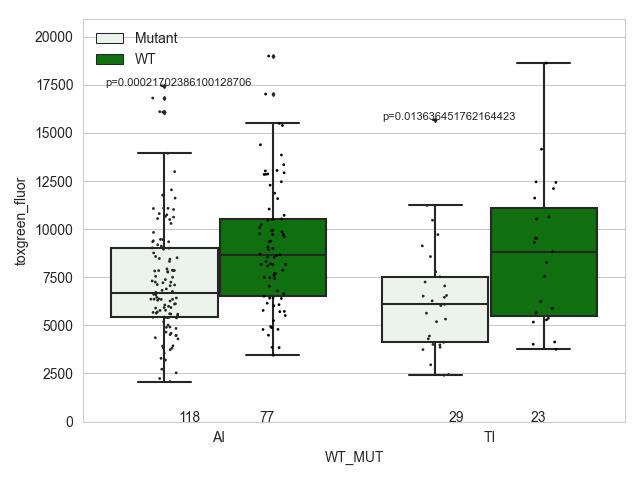 20000
17500
15000
12500
10000
7500
5000
2500
0
toxgreen_fluor
Mutant
WT
p=0.00021702386100128706
p=0.013636451762164423
118 77 29 23
AI TI
WT_MUT